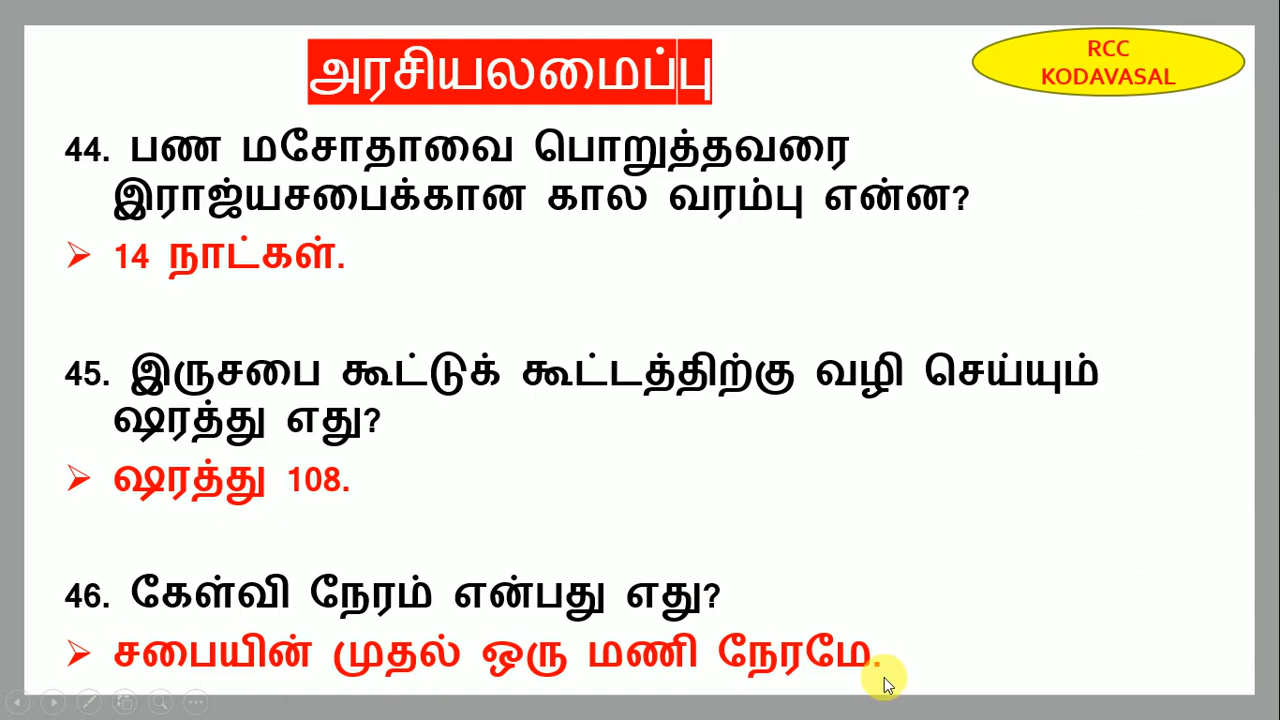 அரசியலமைப்பு
RCC
KODAVASAL
44. பண மசோதாவை பொறுத்தவரை
இராஜ்யசபைக்கான கால வரம்பு என்ன?
➢ 14 நாட்கள்.
45. இருசபை கூட்டுக் கூட்டத்திற்கு வழி செய்யும்
ஷரத்து எது?
➢ ஷரத்து 108.
46. கேள்வி நேரம் என்பது எது?
➢ சபையின் முதல் ஒரு மணி நேரமே.